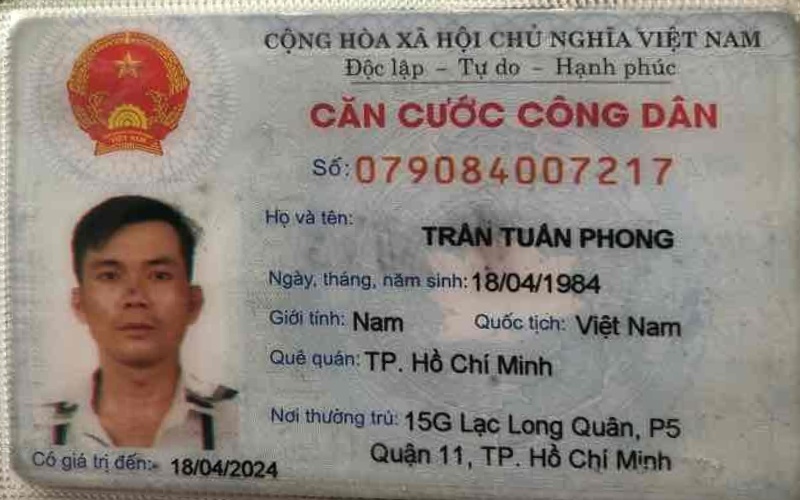 CỘNG HÒA XÃ HỘI CHỦ NGHĨA VIỆT NAM
Độc lập - Tự do - Hạnh phúc
CĂN CƯỚC CÔNG DÂN
Số: 079084007217
Họ và tên:
TRẦN TUẤN PHONG
Ngày, tháng, năm sinh: 18/04/1984
Giới tính: Nam Quốc tịch: Việt Nam
Quê quán: TP. Hồ Chí Minh
Nơi thường trú: 15G Lạc Long Quân, P5
Quận 11, TP. Hồ Chí Minh
Có giá trị đến: 18/04/2024
VIỆT NAM